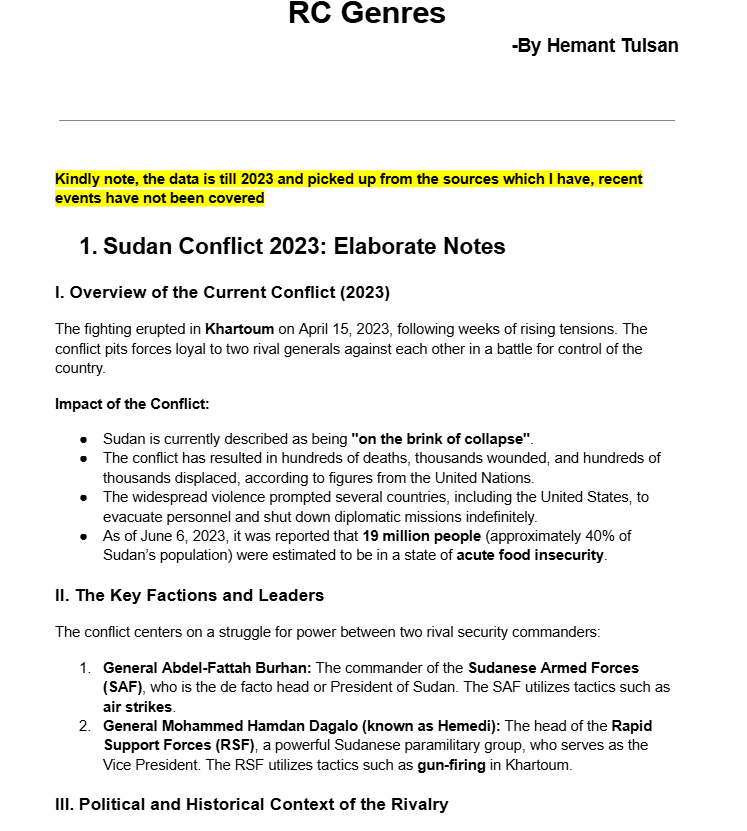 RC Genres
-By Hemant Tulsan
Kindly note, the data is till 2023 and picked up from the sources which I have, recent
events have not been covered
1. Sudan Conflict 2023: Elaborate Notes
I. Overview of the Current Conflict (2023)
The fighting erupted in Khartoum on April 15, 2023, following weeks of rising tensions. The
conflict pits forces loyal to two rival generals against each other in a battle for control of the
country.
Impact of the Conflict:
● Sudan is currently described as being "on the brink of collapse".
● The conflict has resulted in hundreds of deaths, thousands wounded, and hundreds of
thousands displaced, according to figures from the United Nations.
● The widespread violence prompted several countries, including the United States, to
evacuate personnel and shut down diplomatic missions indefinitely.
● As of June 6, 2023, it was reported that 19 million people (approximately 40% of
Sudan's population) were estimated to be in a state of acute food insecurity.
II. The Key Factions and Leaders
The conflict centers on a struggle for power between two rival security commanders:
1. General Abdel-Fattah Burhan: The commander of the Sudanese Armed Forces
(SAF), who is the de facto head or President of Sudan. The SAF utilizes tactics such as
air strikes.
2. General Mohammed Hamdan Dagalo (known as Hemedi): The head of the Rapid
Support Forces (RSF), a powerful Sudanese paramilitary group, who serves as the
Vice President. The RSF utilizes tactics such as gun-firing in Khartoum.
III. Political and Historical Context of the Rivalry